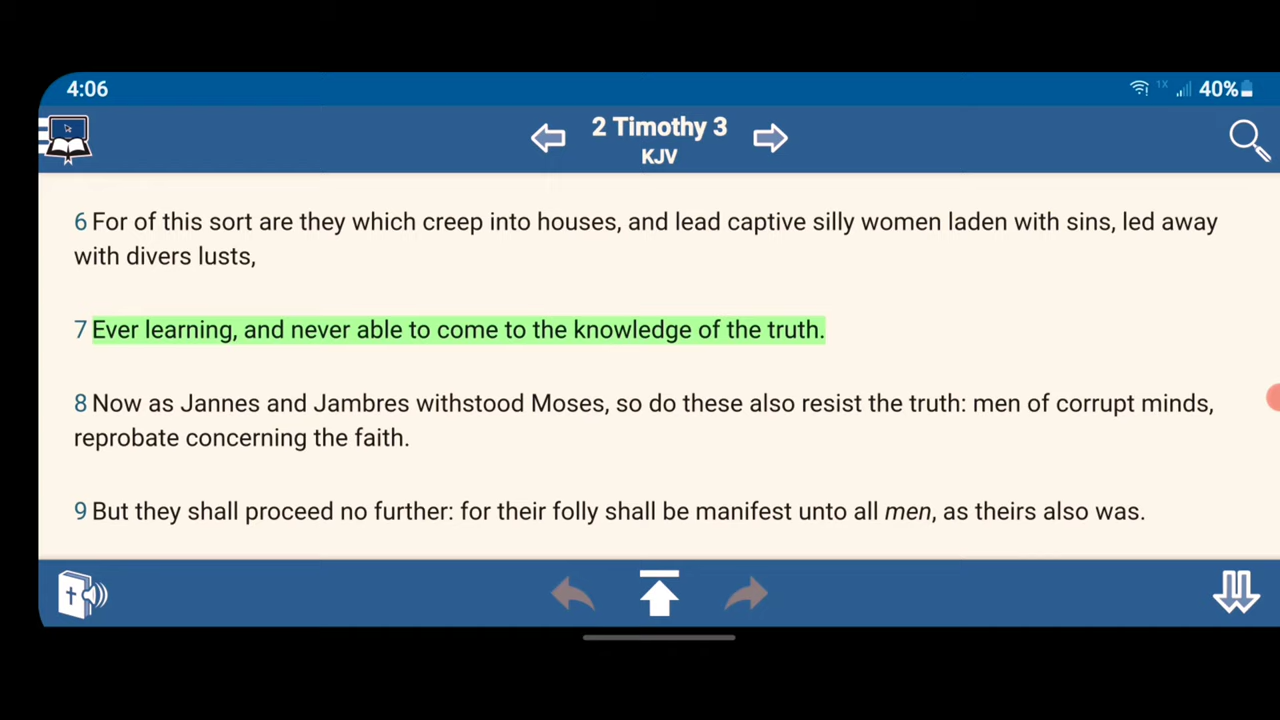 4:06
1X
40%
2 Timothy 3
KJV
6 For of this sort are they which creep into houses, and lead captive silly women laden with sins, led away
with divers lusts,
7 Ever learning, and never able to come to the knowledge of the truth.
8 Now as Jannes and Jambres withstood Moses, so do these also resist the truth: men of corrupt minds,
reprobate concerning the faith.
9 But they shall proceed no further: for their folly shall be manifest unto all men, as theirs also was.